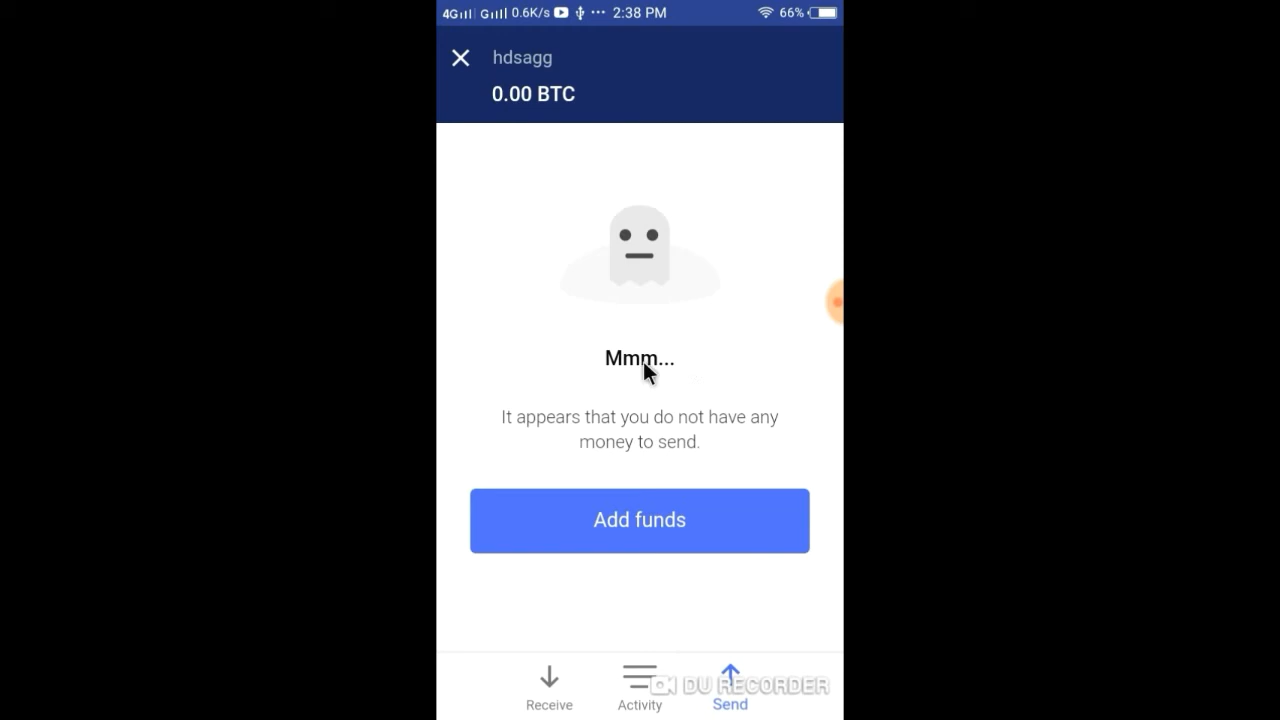 4G G 0.6K/s ... 2:38 PM 66%
hdsagg
0.00 BTC
Mmm...
It appears that you do not have any
money to send.
Add funds
Receive Activity Send
DU RECORDER